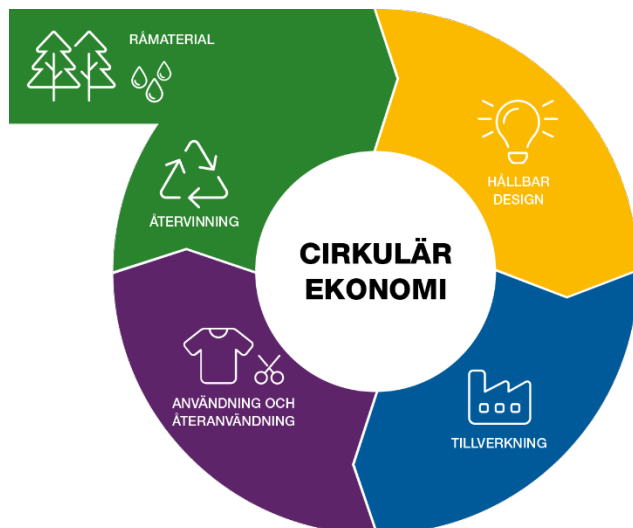 RÅMATERIAL
HÅLLBAR
DESIGN
ÅTERVINNING
CIRKULÄR
EKONOMI
ANVÄNDNING OCH
ÅTERANVÄNDNING
TILLVERKNING